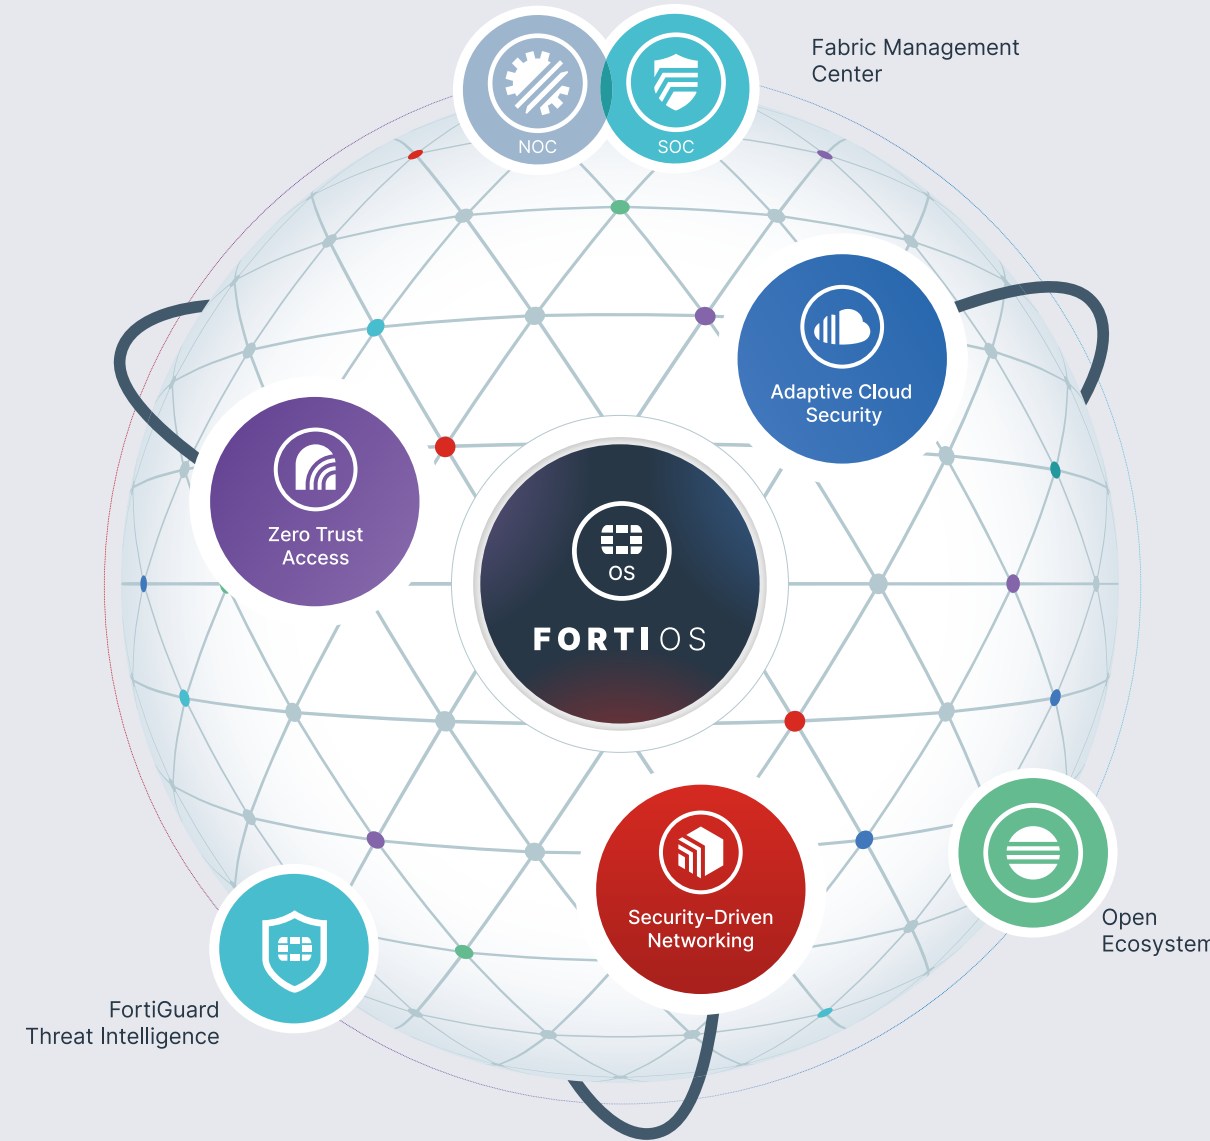 NOC
SOC
Fabric Management
Center
Adaptive Cloud
Security
Zero Trust
Access
OS
FORTIOS
Security-Driven
Networking
Open
Ecosystem
FortiGuard
Threat Intelligence